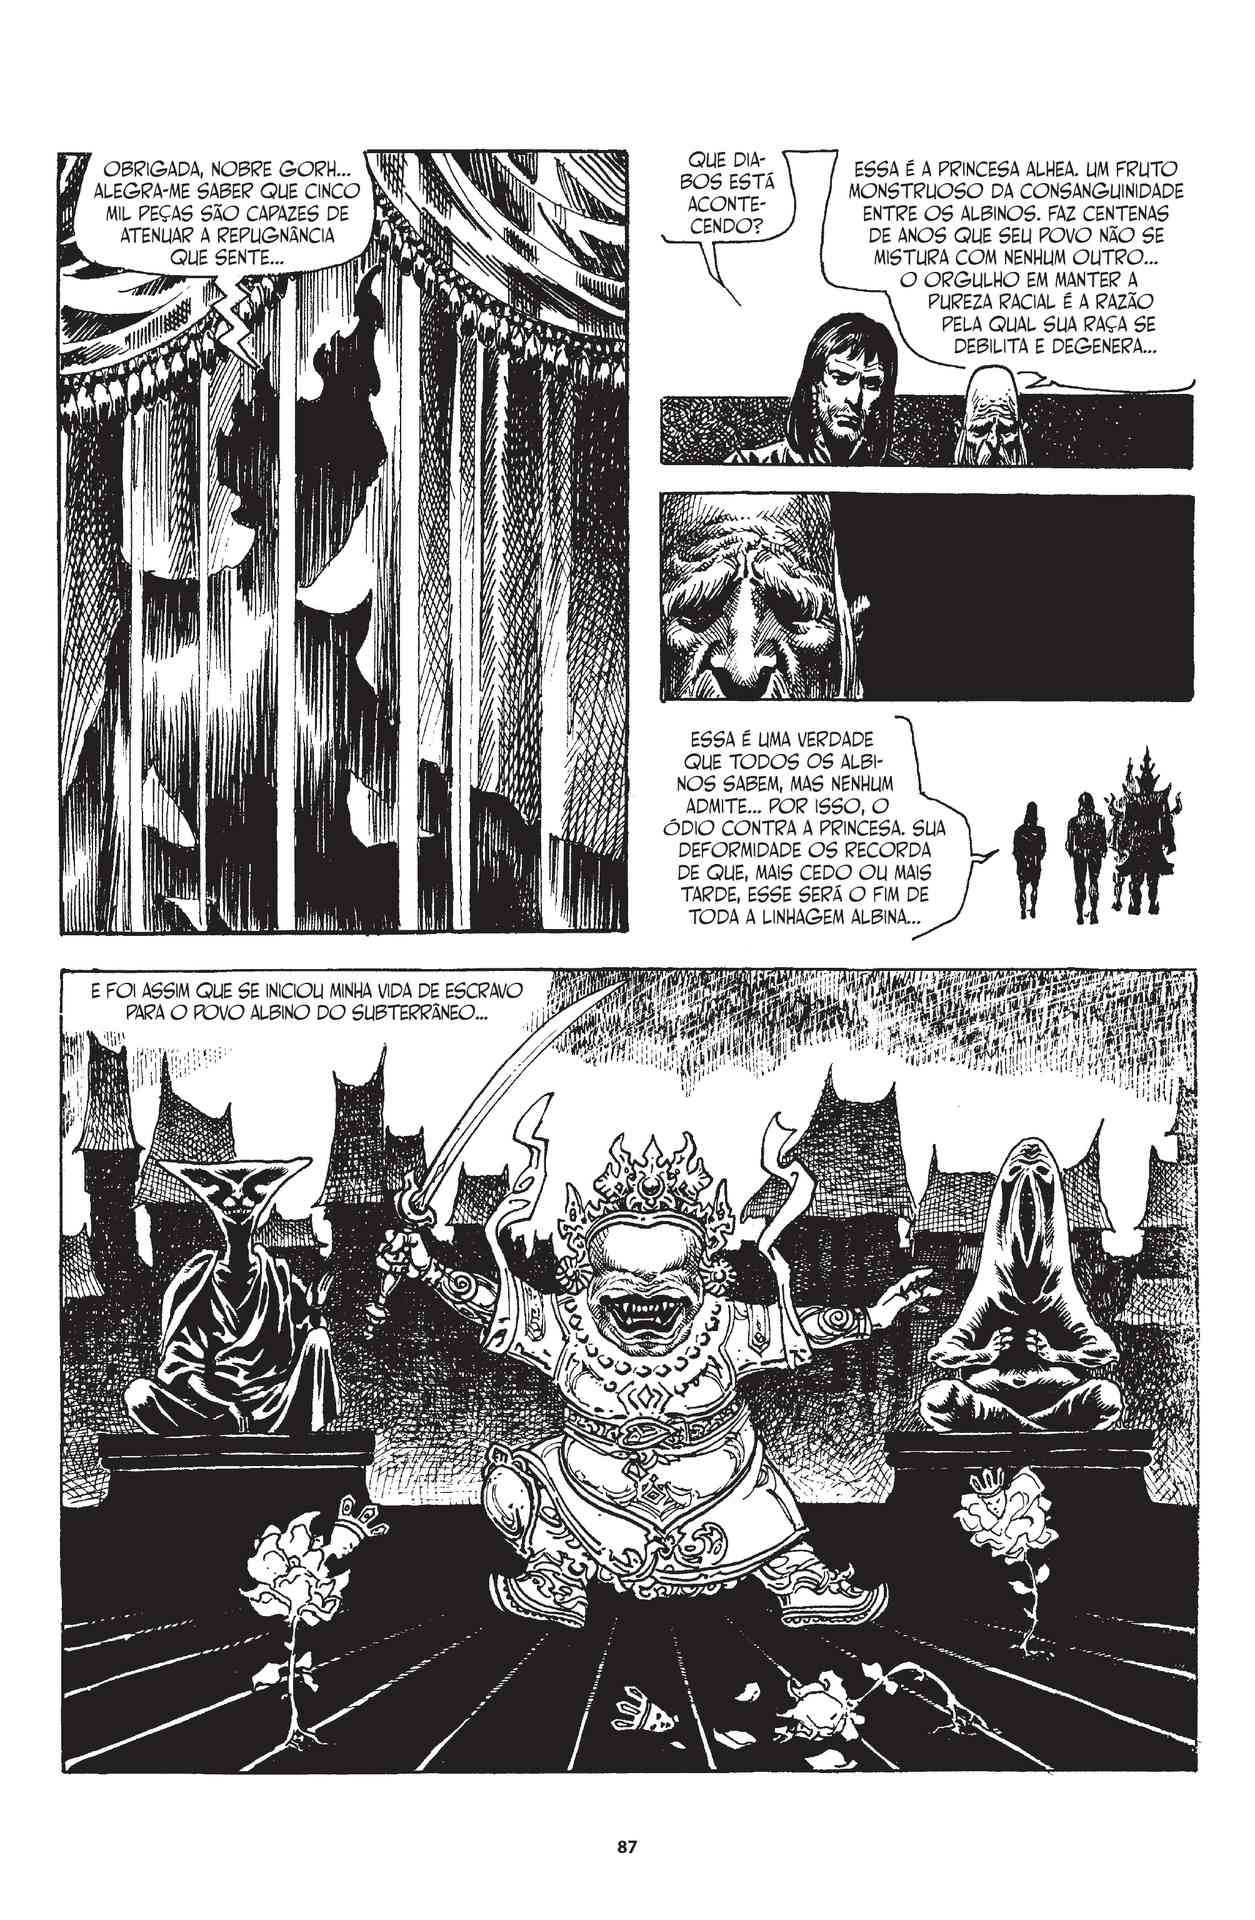 OBRIGADA, NOBRE GORH...
ALEGRA-ME SABER QUE CINCO
MIL PEÇAS SÃO CAPAZES DE
ATENUAR A REPUGNÂNCIA
QUE SENTE...
QUE DIA-
BOS ESTÁ
ACONTE-
CENDO?
ESSA É A PRINCESA ALHEA. UM FRUTO
MONSTRUOSO DA CONSANGUINIDADE
ENTRE OS ALBINOS. FAZ CENTENAS
DE ANOS QUE SEU POVO NÃO SE
MISTURA COM NENHUM OUTRO...
O ORGULHO EM MANTER A
PUREZA RACIAL É A RAZÃO
PELA QUAL SUA RAÇA SE
DEBILITA E DEGENERA...
ESSA É UMA VERDADE
QUE TODOS OS ALBI-
NOS SABEM, MAS NENHUM
ADMITE... POR ISSO, O
ÓDIO CONTRA A PRINCESA. SUA
DEFORMIDADE OS RECORDA
DE QUE, MAIS CEDO OU MAIS
TARDE, ESSE SERÁ O FIM DE
TODA A LINHAGEM ALBINA...
E FOI ASSIM QUE SE INICIOU MINHA VIDA DE ESCRAVO
PARA O POVO ALBINO DO SUBTERRÂNEO...
87